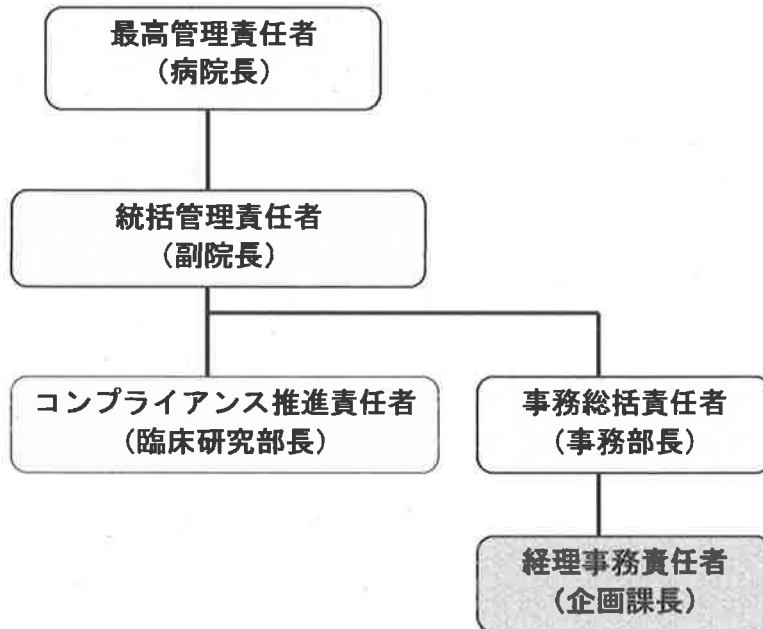 最高管理責任者
（病院長）
統括管理責任者
（副院長）
コンプライアンス推進責任者
（臨床研究部長）
事務総括責任者
（事務部長）
経理事務責任者
（企画課長）